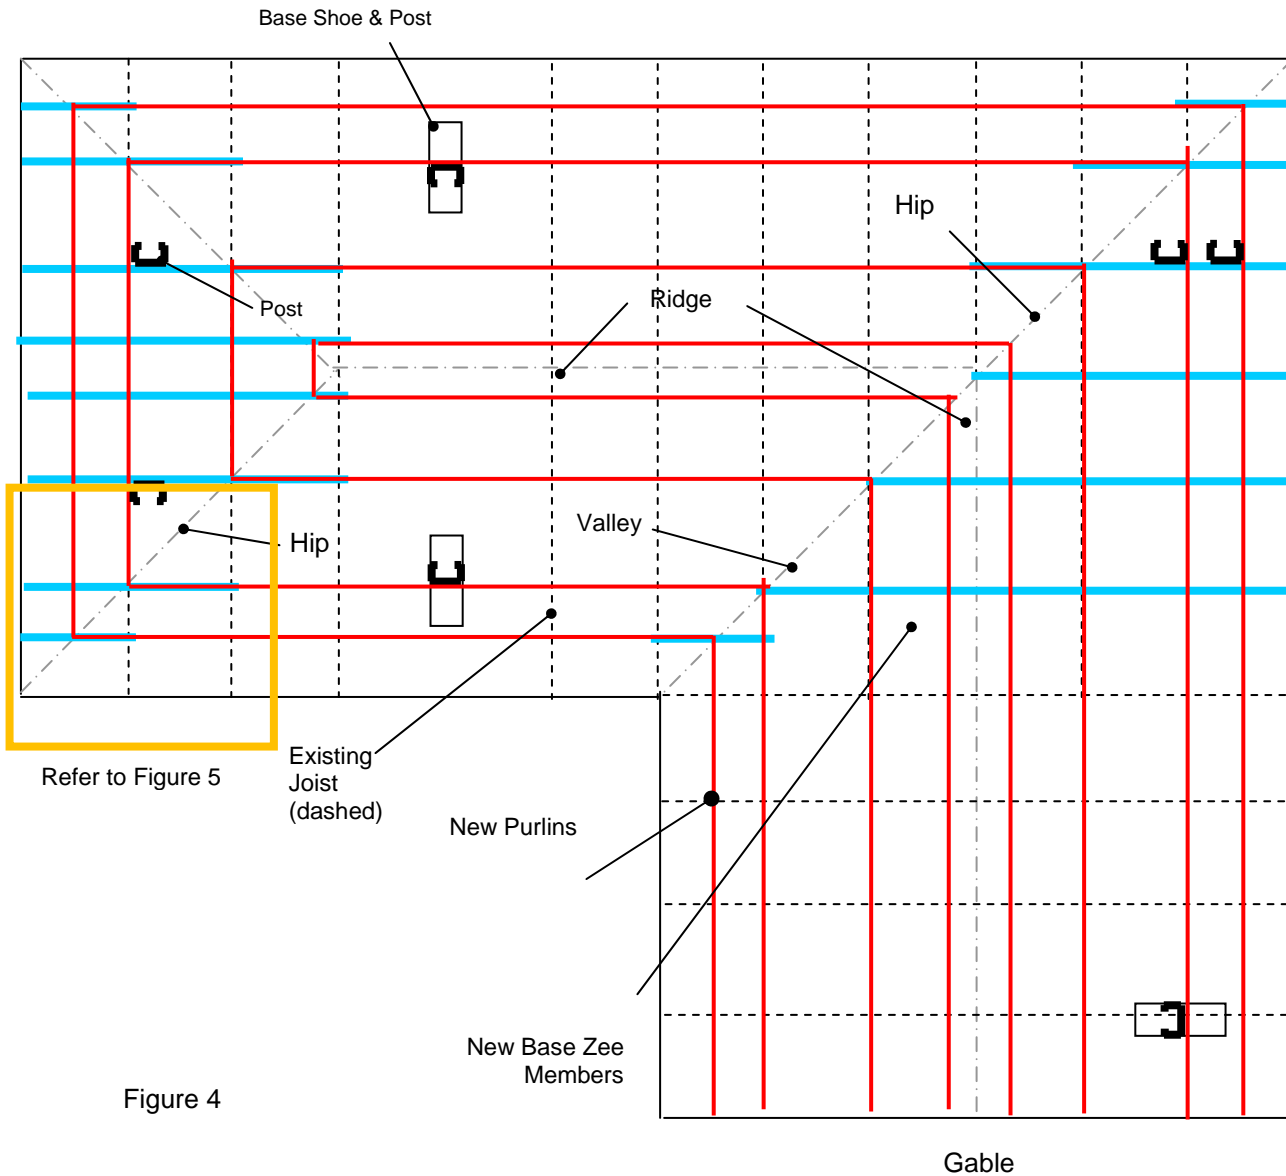 Base Shoe & Post
Hip
Post
Ridge
Valley
Hip
Existing
Joist
(dashed)
Refer to Figure 5
New Purlins
New Base Zee
Members
Figure 4
Gable